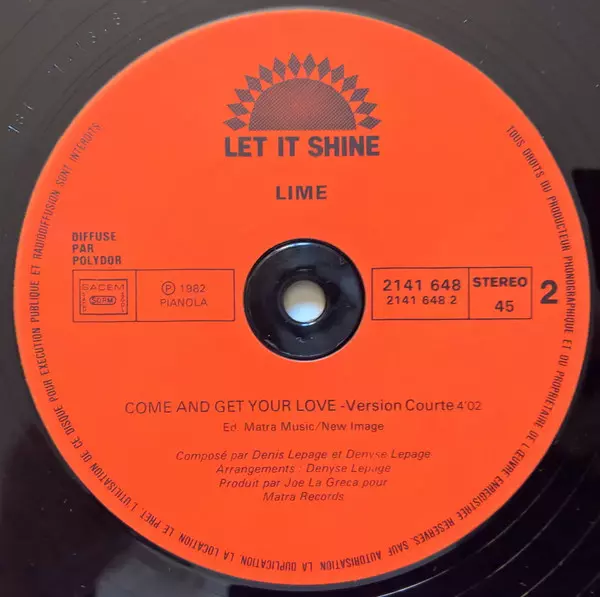 LET IT SHINE
LIME
DIFFUSE
PAR
POLYDOR
SACEM
SCRM
Ⓟ 1982
PIANOLA
2141 648
2141 648 2
STEREO
45
2
COME AND GET YOUR LOVE -Version Courte 4'02
Ed. Matra Music/New Image
Composé par Denis Lepage et Denyse Lepage
Arrangements : Denyse Lepage
Produit par Joe La Greca pour
Matra Records
TOUS DROITS DU PRODUCTEUR PHONOGRAPHIQUE ET DU PROPRIETAIRE DE L'ŒUVRE ENREGISTREE RESERVES, SAUF AUTORISATION LA DUPLICATION, LA LOCATION, LE PRET, L'UTILISATION DE CE DISQUE POUR EXECUTION PUBLIQUE ET RADIODIFFUSION SONT INTERDITS